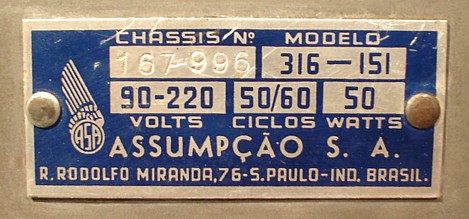 CHASSIS Nº MODELO
167-996 316-151
90-220 50/60 50
VOLTS CICLOS WATTS
ASA
ASSUMPÇÃO S. A.
R. RODOLFO MIRANDA, 76-S. PAULO-IND. BRASIL.